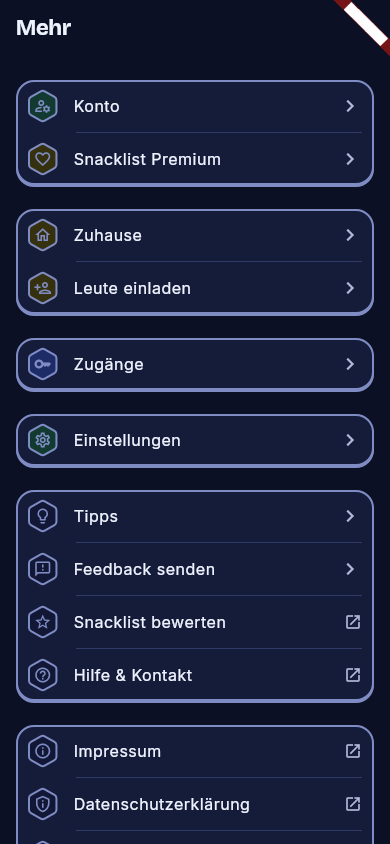 Mehr
Konto
Snacklist Premium
Zuhause
Leute einladen
Zugänge
Einstellungen
Tipps
Feedback senden
Snacklist bewerten
Hilfe & Kontakt
Impressum
Datenschutzerklärung